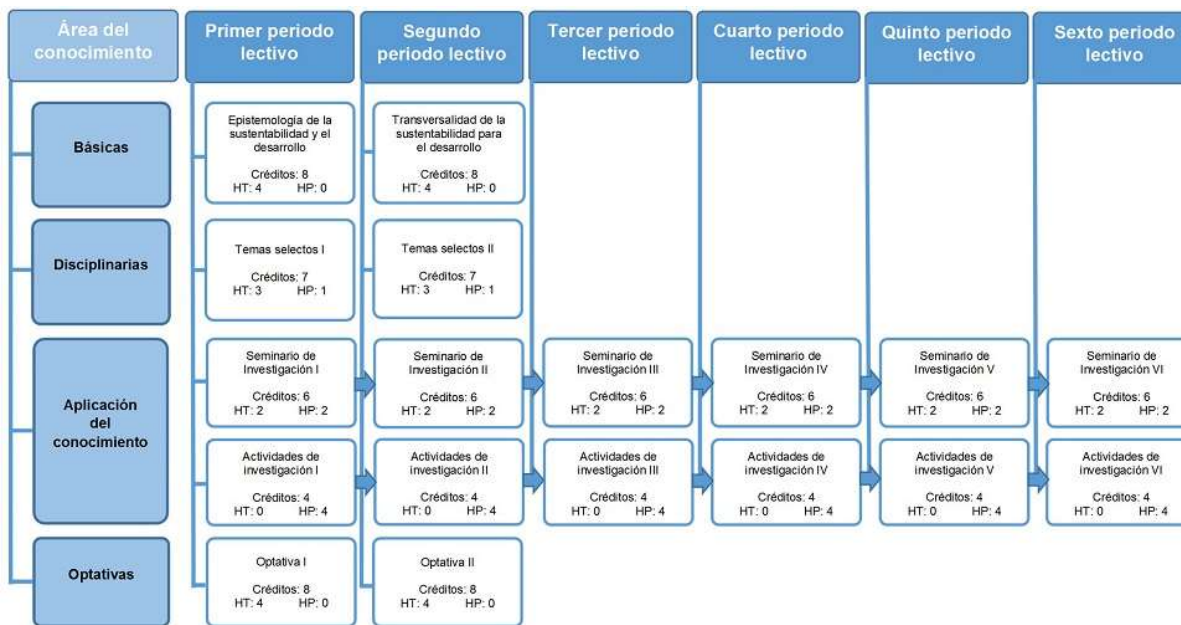 Área del
conocimiento
Primer periodo
lectivo
Segundo
periodo lectivo
Tercer periodo
lectivo
Cuarto periodo
lectivo
Quinto periodo
lectivo
Sexto periodo
lectivo
Básicas
Epistemología de la
sustentabilidad y el
desarrollo
Créditos: 8
HT: 4 HP: 0
Transversalidad de la
sustentabilidad para
el desarrollo
Créditos: 8
HT: 4 HP: 0
Disciplinarias
Temas selectos I
Créditos: 7
HT: 3 HP: 1
Temas selectos II
Créditos: 7
HT: 3 HP: 1
Aplicación
del
conocimiento
Seminario de
Investigación I
Créditos: 6
HT: 2 HP: 2
Seminario de
Investigación II
Créditos: 6
HT: 2 HP: 2
Seminario de
Investigación III
Créditos: 6
HT: 2 HP: 2
Seminario de
Investigación IV
Créditos: 6
HT: 2 HP: 2
Seminario de
Investigación V
Créditos: 6
HT: 2 HP: 2
Seminario de
Investigación VI
Créditos: 6
HT: 2 HP: 2
Actividades de
investigación I
Créditos: 4
HT: 0 HP: 4
Actividades de
investigación II
Créditos: 4
HT: 0 HP: 4
Actividades de
investigación III
Créditos: 4
HT: 0 HP: 4
Actividades de
investigación IV
Créditos: 4
HT: 0 HP: 4
Actividades de
investigación V
Créditos: 4
HT: 0 HP: 4
Actividades de
investigación VI
Créditos: 4
HT: 0 HP: 4
Optativas
Optativa I
Créditos: 8
HT: 4 HP: 0
Optativa II
Créditos: 8
HT: 4 HP: 0